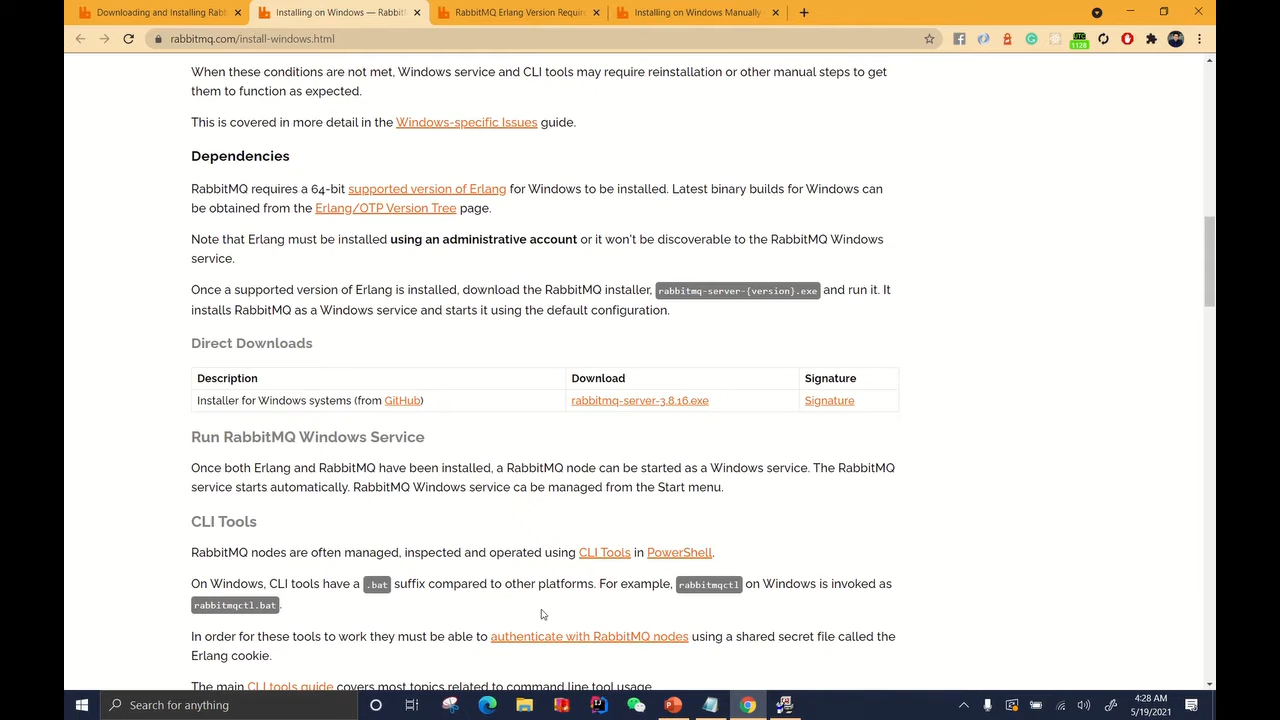 Downloading and Installing Rab
Installing on Windows — Rabbit
RabbitMQ Erlang Version Requir
Installing on Windows Manually
rabbitmq.com/install-windows.html
1128
When these conditions are not met, Windows service and CLI tools may require reinstallation or other manual steps to get
them to function as expected.
This is covered in more detail in the Windows-specific Issues guide.
Dependencies
RabbitMQ requires a 64-bit supported version of Erlang for Windows to be installed. Latest binary builds for Windows can
be obtained from the Erlang/OTP Version Tree page.
Note that Erlang must be installed using an administrative account or it won't be discoverable to the RabbitMQ Windows
service.
Once a supported version of Erlang is installed, download the RabbitMQ installer, rabbitmq-server-{version}.exe and run it. It
installs RabbitMQ as a Windows service and starts it using the default configuration.
Direct Downloads
Description Download Signature
Installer for Windows systems (from GitHub) rabbitmq-server-3.8.16.exe Signature
Run RabbitMQ Windows Service
Once both Erlang and RabbitMQ have been installed, a RabbitMQ node can be started as a Windows service. The RabbitMQ
service starts automatically. RabbitMQ Windows service ca be managed from the Start menu.
CLI Tools
RabbitMQ nodes are often managed, inspected and operated using CLI Tools in PowerShell.
On Windows, CLI tools have a .bat suffix compared to other platforms. For example, rabbitmqctl on Windows is invoked as
rabbitmqctl.bat.
In order for these tools to work they must be able to authenticate with RabbitMQ nodes using a shared secret file called the
Erlang cookie.
The main CLI tools guide covers most topics related to command line tool usage.
Search for anything
4:28 AM
5/19/2021